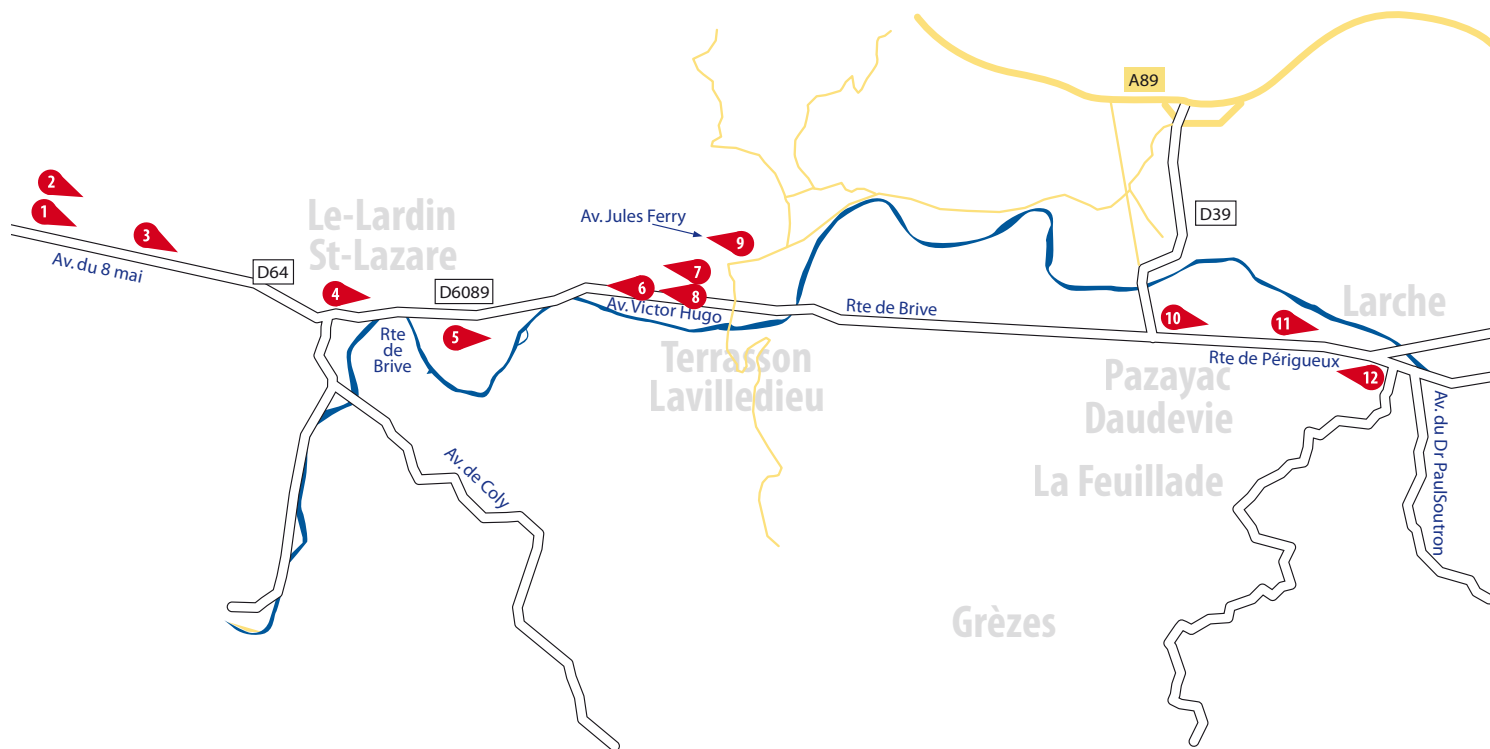 A89
2
1
3
Av. du 8 mai
Le-Lardin
St-Lazare
D64
4
D6089
5
Rte
de
Brive
Av. de Coly
Av. Jules Ferry
9
7
6
8
Av. Victor Hugo
Terrasson
Lavilledieu
Rte de Brive
D39
10
11
Larche
Rte de Périgueux
12
Pazayac
Daudevie
La Feuillade
Av. du Dr PaulSoutron
Grèzes